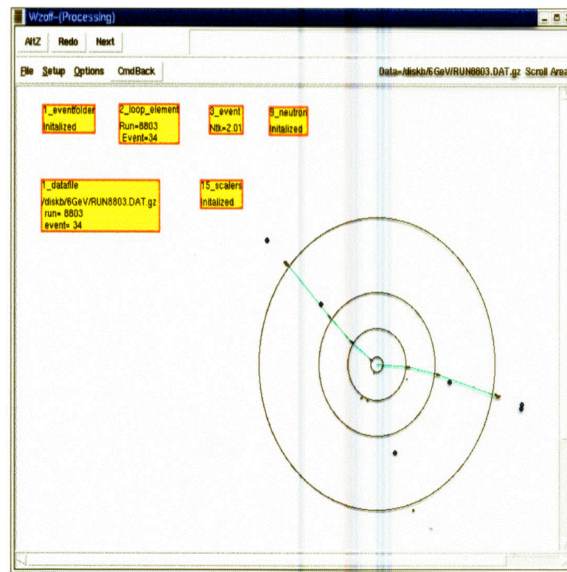 Wzoff-(Processing)
AltZ Redo Next
File Setup Options CmdBack Data=/diskb/6GeV/RUN8803.DAT.gz Scroll Area
1_eventfolder
Initalized
2_loop_element
Run=8803
Event=34
3_event
Ntk=2.01
9_neutron
Initalized
1_datafile
/diskb/6GeV/RUN8803.DAT.gz
run= 8803
event= 34
15_scalers
Initalized